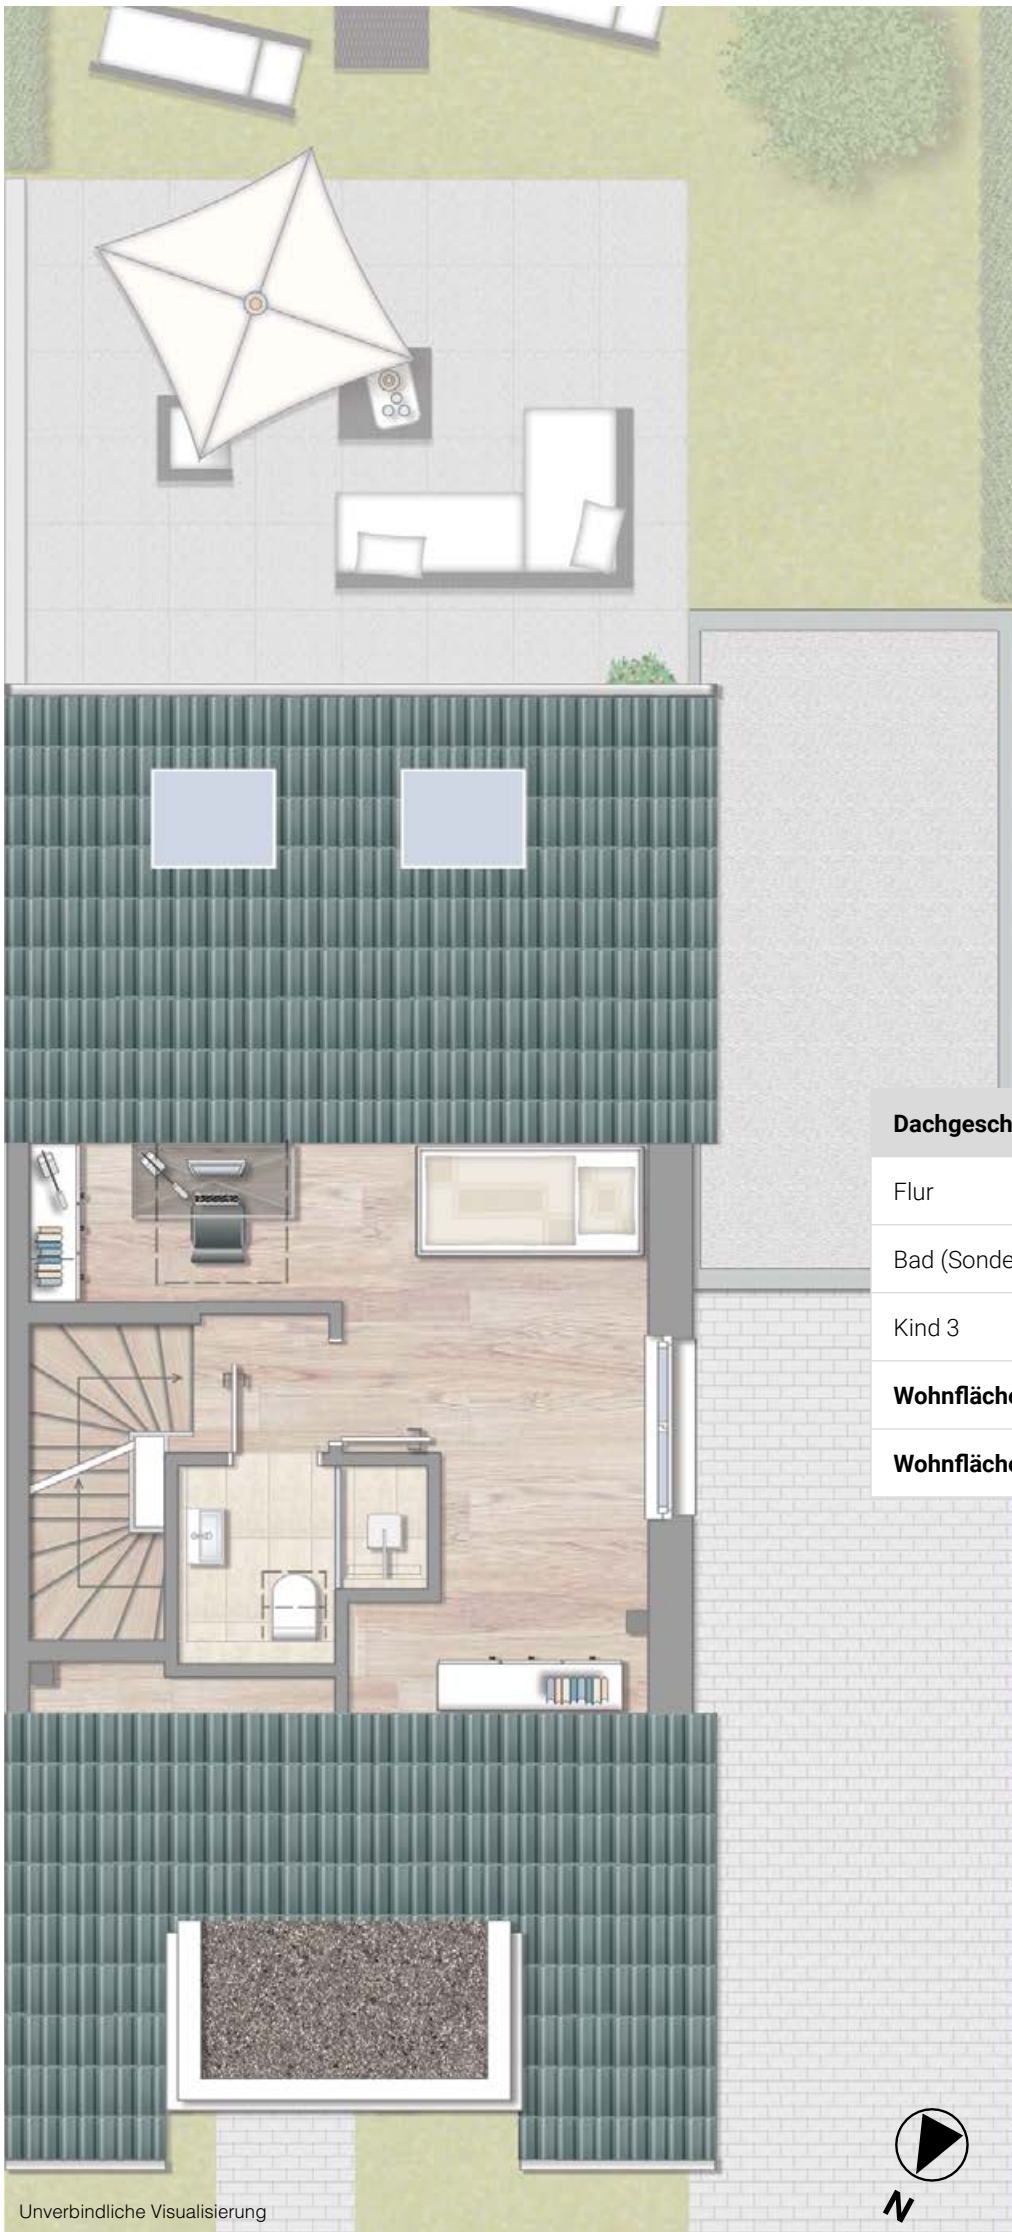 Dachgesch
Flur
Bad (Sonde
Kind 3
Wohnfläche
Wohnfläche
N
Unverbindliche Visualisierung